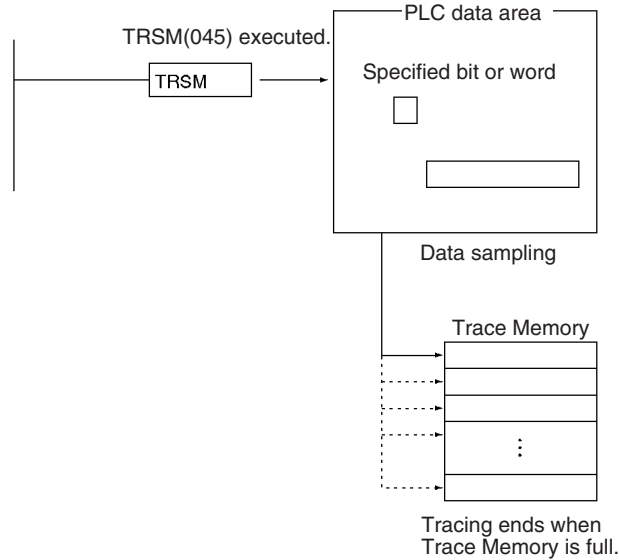 PLC data area
TRSM(045) executed.
TRSM
Specified bit or word
Data sampling
Trace Memory
Tracing ends when
Trace Memory is full.